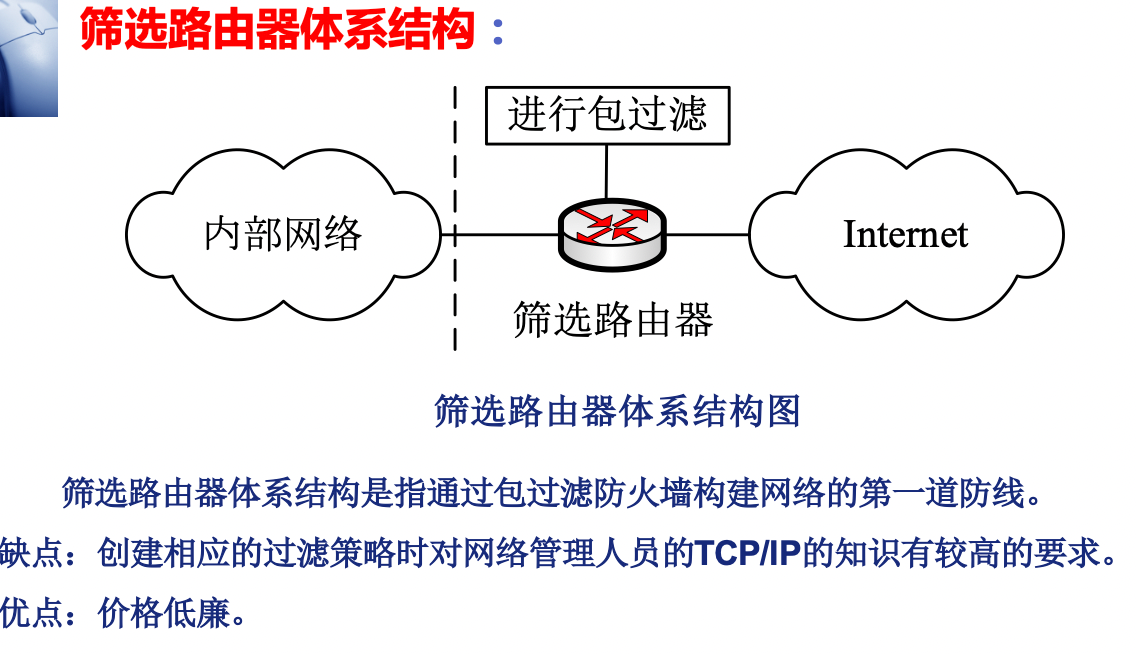 筛选路由器体系结构：
进行包过滤
内部网络
Internet
筛选路由器
筛选路由器体系结构图
筛选路由器体系结构是指通过包过滤防火墙构建网络的第一道防线。
缺点：创建相应的过滤策略时对网络管理人员的TCP/IP的知识有较高的要求。
优点：价格低廉。